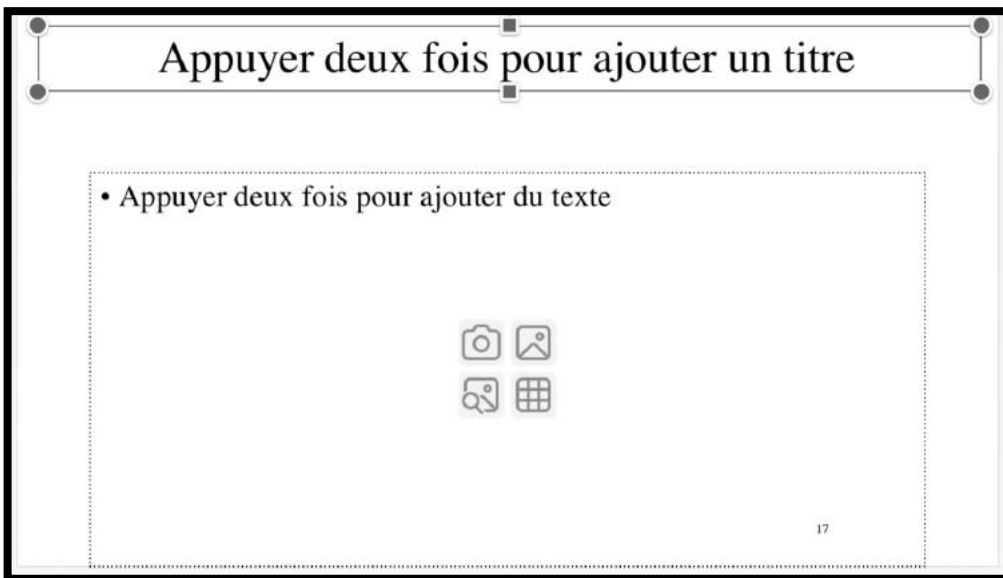 Appuyer deux fois pour ajouter un titre
• Appuyer deux fois pour ajouter du texte
17